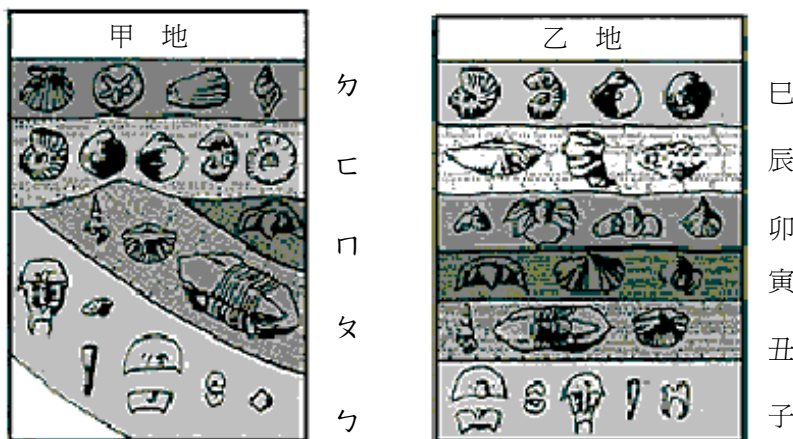 甲 地
ㄉ
ㄈ
ㄇ
ㄆ
ㄅ
乙 地
巳
辰
卯
寅
丑
子